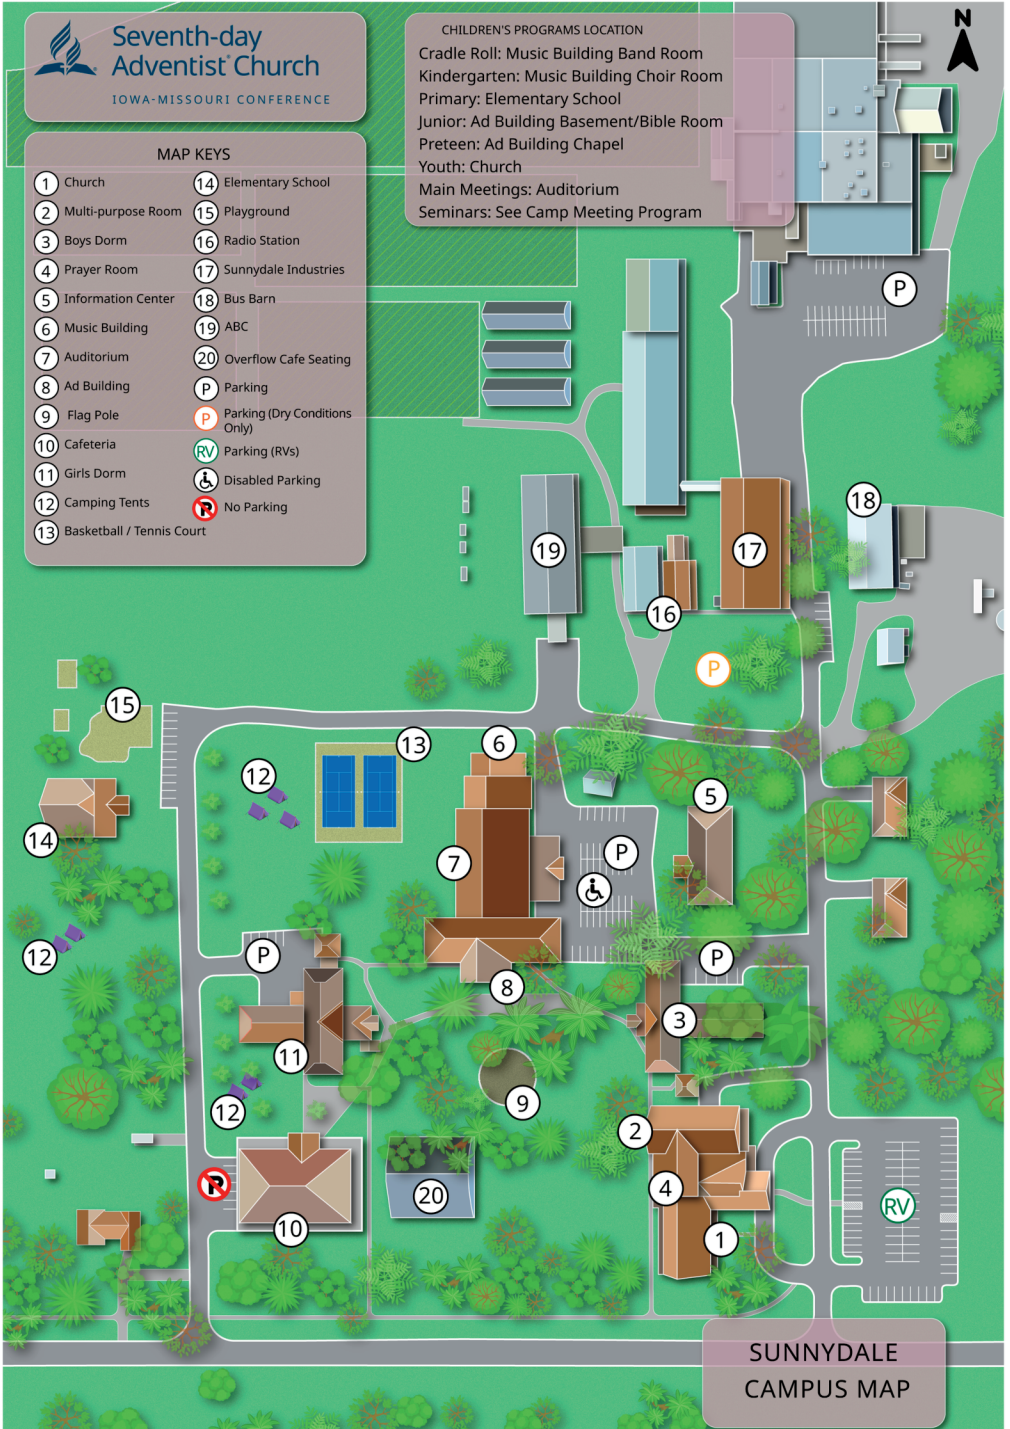 Seventh-day
Adventist® Church
IOWA-MISSOURI CONFERENCE
CHILDREN'S PROGRAMS LOCATION
Cradle Roll: Music Building Band Room
Kindergarten: Music Building Choir Room
Primary: Elementary School
Junior: Ad Building Basement/Bible Room
Preteen: Ad Building Chapel
Youth: Church
Main Meetings: Auditorium
Seminars: See Camp Meeting Program
N
MAP KEYS
1 Church
2 Multi-purpose Room
3 Boys Dorm
4 Prayer Room
5 Information Center
6 Music Building
7 Auditorium
8 Ad Building
9 Flag Pole
10 Cafeteria
11 Girls Dorm
12 Camping Tents
13 Basketball / Tennis Court
14 Elementary School
15 Playground
16 Radio Station
17 Sunnydale Industries
18 Bus Barn
19 ABC
20 Overflow Cafe Seating
P Parking
P Parking (Dry Conditions
Only)
RV Parking (RVs)
Disabled Parking
P No Parking
P
18
19
17
16
P
15
6
13
12
5
14
7
P
12
P
P
8
3
11
9
12
2
P
4
20
RV
10
1
SUNNYDALE
CAMPUS MAP